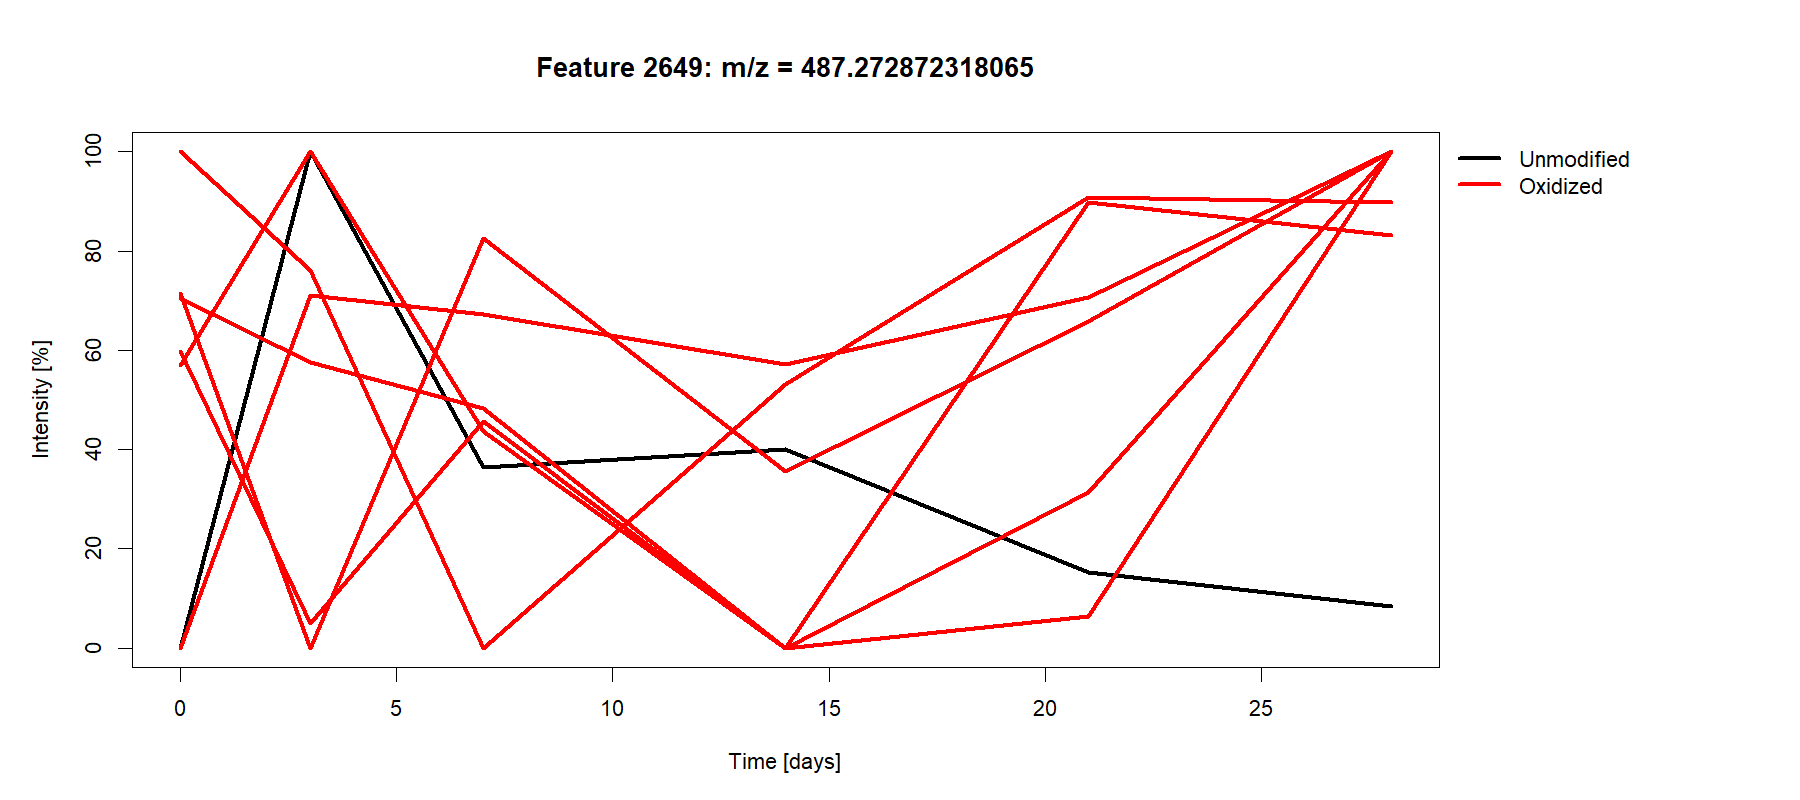 Feature 2649: m/z = 487.272872318065
Unmodified
Oxidized
Intensity [%]
100
80
60
40
20
0
0 5 10 15 20 25
Time [days]